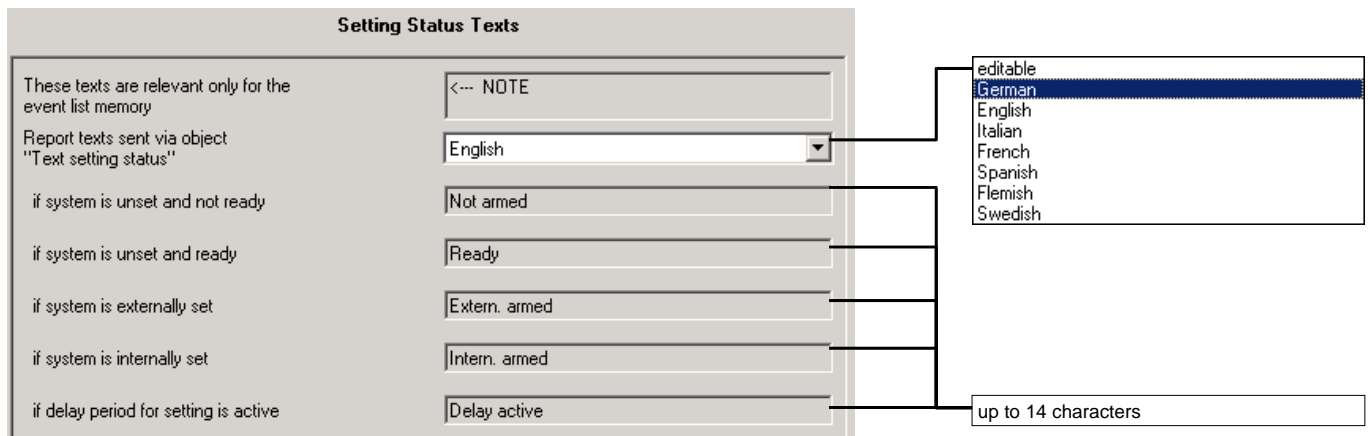 Setting Status Texts
These texts are relevant only for the
event list memory
<--- NOTE
Report texts sent via object
"Text setting status"
English
if system is unset and not ready
Not armed
if system is unset and ready
Ready
if system is externally set
Extern. armed
if system is internally set
Intern. armed
if delay period for setting is active
Delay active
editable
German
English
Italian
French
Spanish
Flemish
Swedish
up to 14 characters